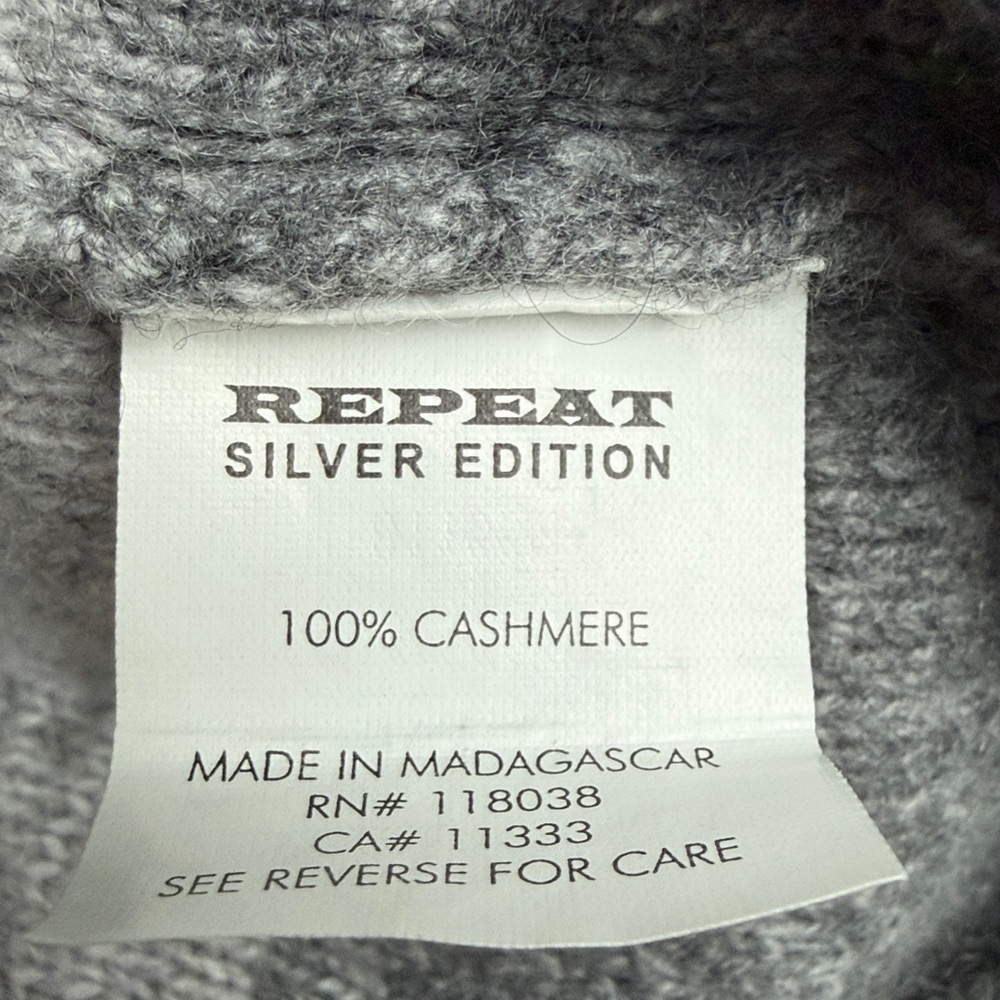 REPEAT
SILVER EDITION
100% CASHMERE
MADE IN MADAGASCAR
RN# 118038
CA# 11333
SEE REVERSE FOR CARE